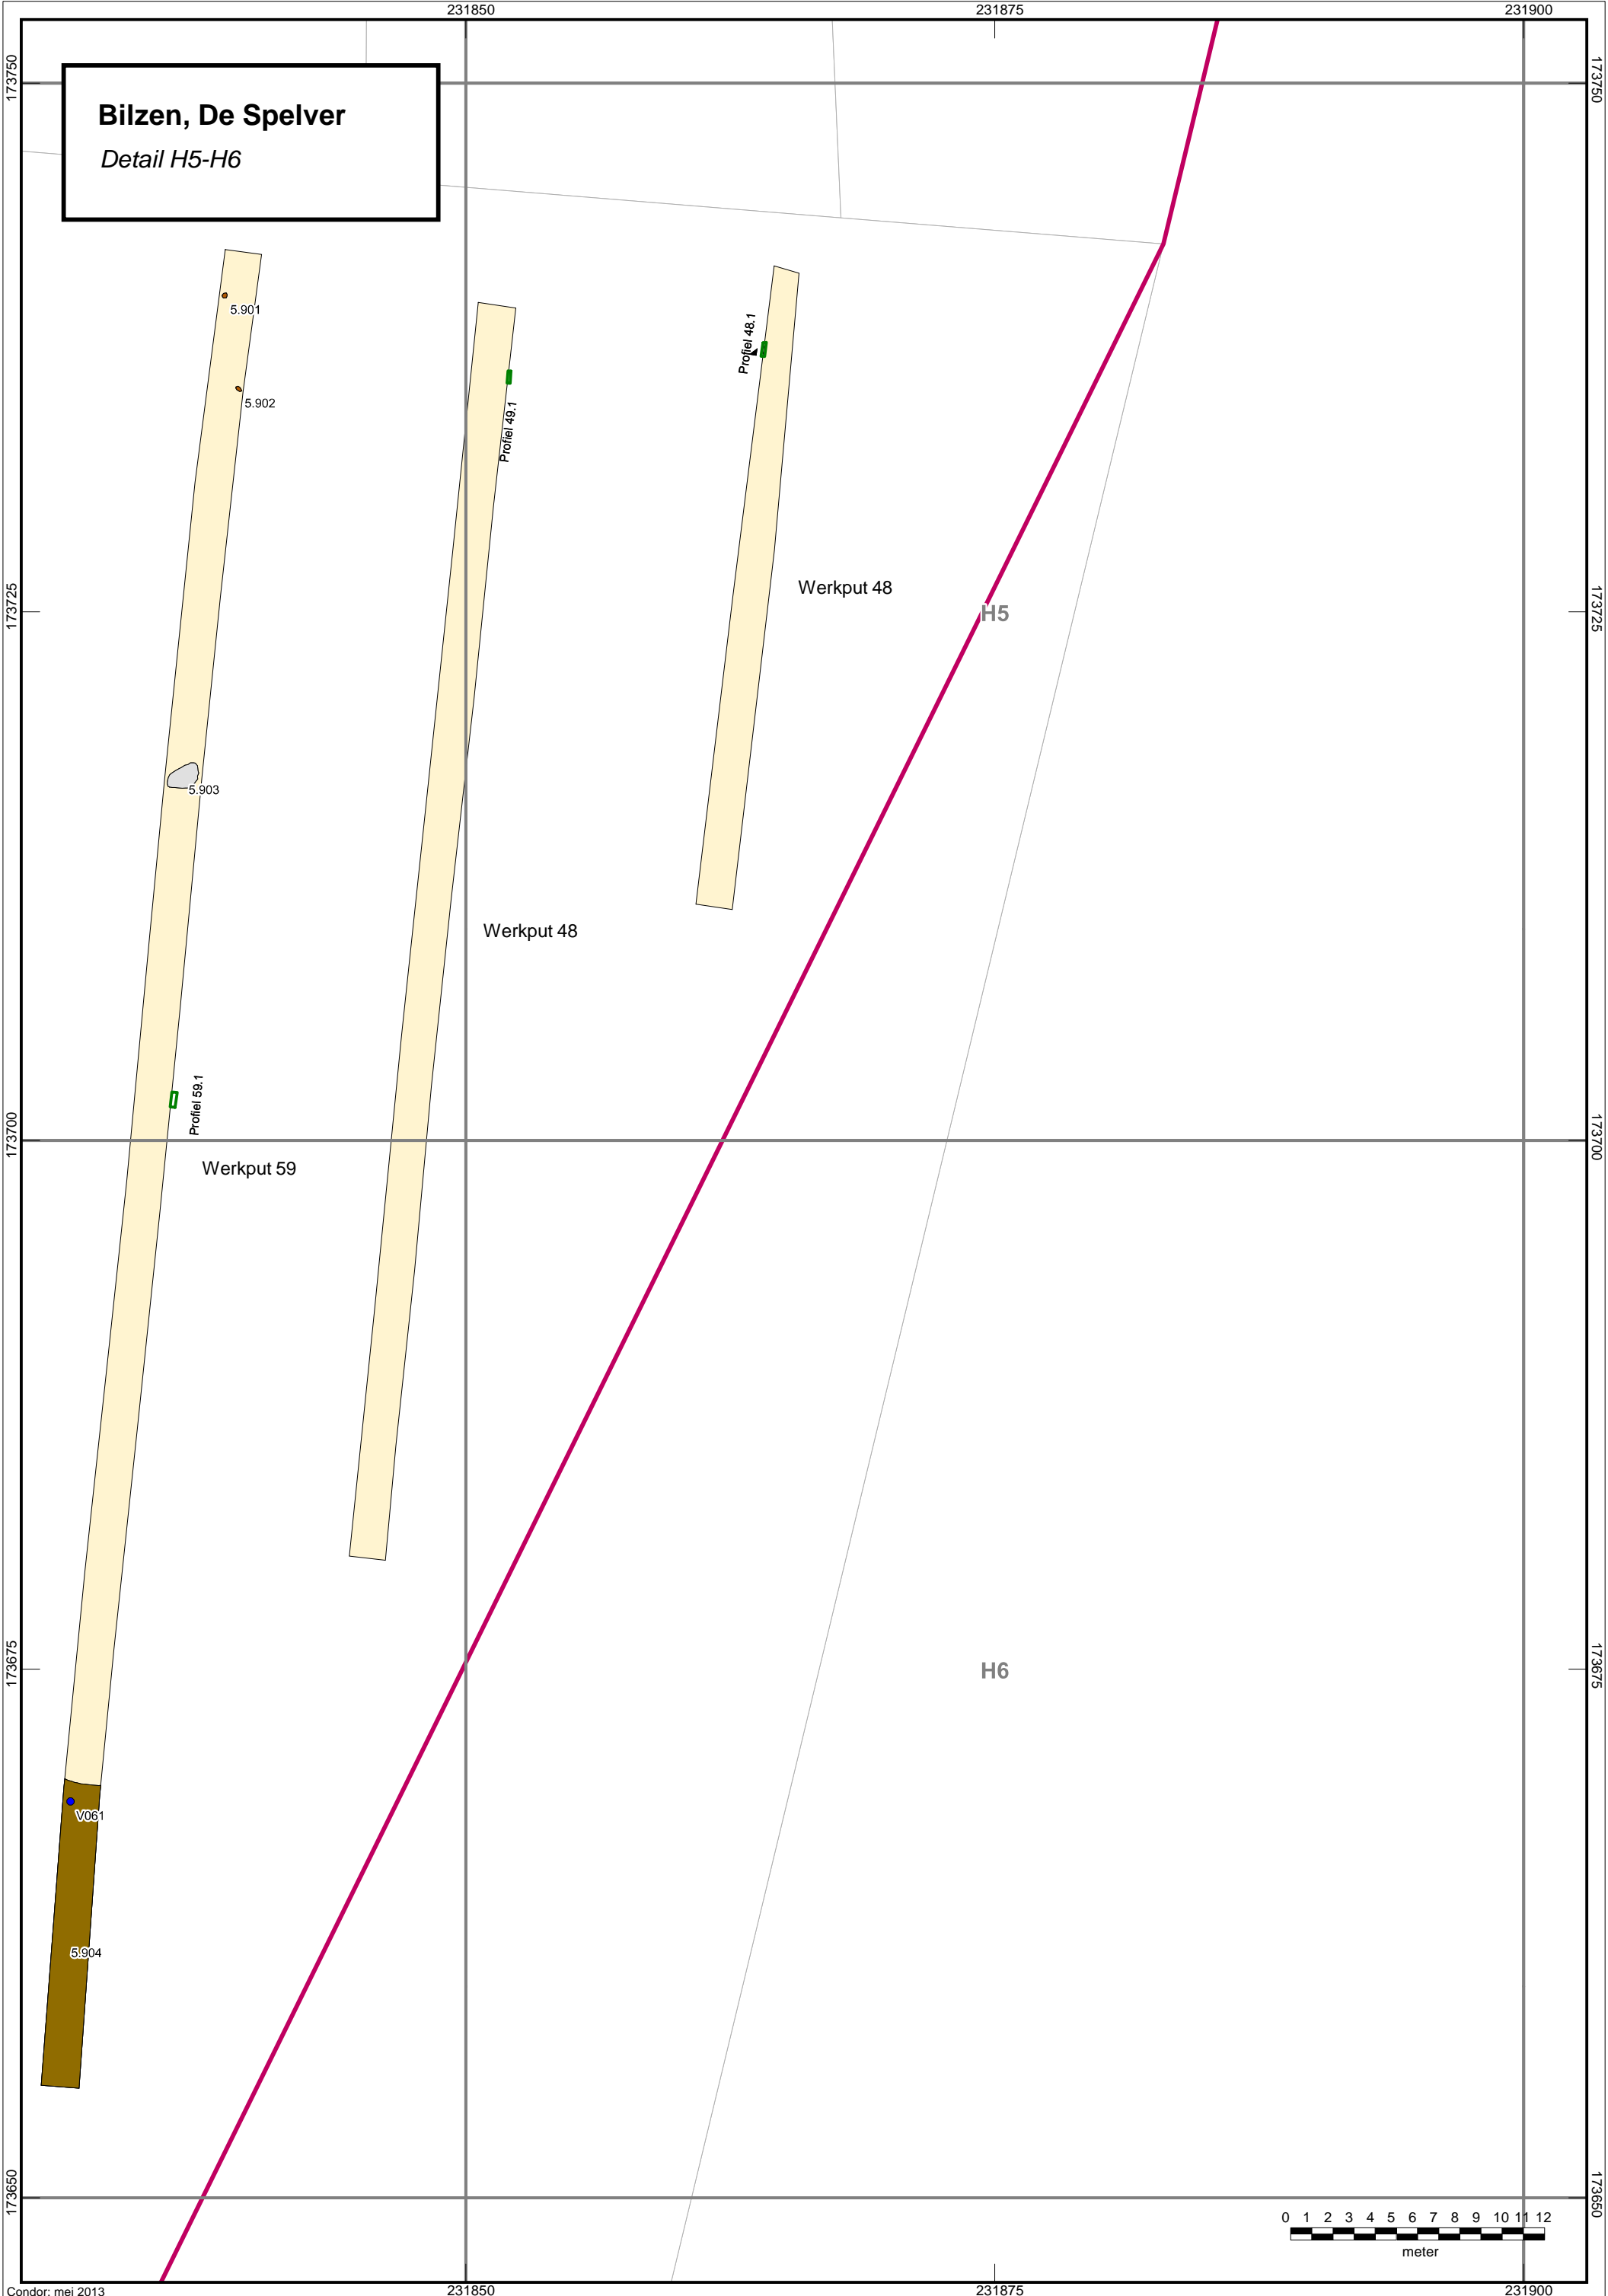 231850
231875
231900
173750
173750
Bilzen, De Spelver
Detail H5-H6
5.901
Profiel 48.1
5.902
Profiel 49.1
Werkput 48
173725
H5
173725
5.903
Werkput 48
Profiel 59.1
173700
173700
Werkput 59
173675
H6
173675
V061
5.904
173650
173650
0 1 2 3 4 5 6 7 8 9 10 11 12
meter
Condor: mei 2013
231850
231875
231900